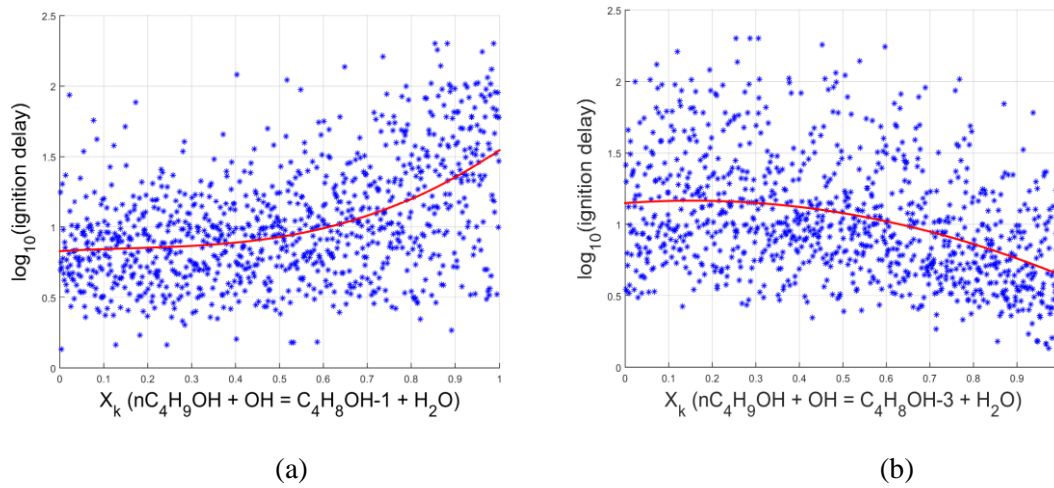 2.5
2
1.5
1
0.5
0
log10(ignition delay)
0 0.1 0.2 0.3 0.4 0.5 0.6 0.7 0.8 0.9 1
Xk (nC4H9OH + OH = C4H8OH-1 + H2O)
(a)
2.5
2
1.5
1
0.5
0
log10(ignition delay)
0 0.1 0.2 0.3 0.4 0.5 0.6 0.7 0.8 0.9
Xk (nC4H9OH + OH = C4H8OH-3 + H2O)
(b)